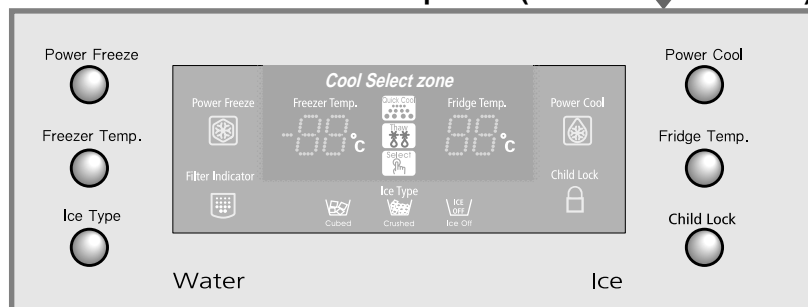 Power Freeze
Freezer Temp.
Ice Type
Cool Select zone
Power Freeze
Freezer Temp.
Quick Cool
Fridge Temp.
Power Cool
-88°C
Thaw
88°C
Select
Filter Indicator
Child Lock
Ice Type
Cubed
Crushed
ICE OFF
Ice Off
Power Cool
Fridge Temp.
Child Lock
Water
Ice